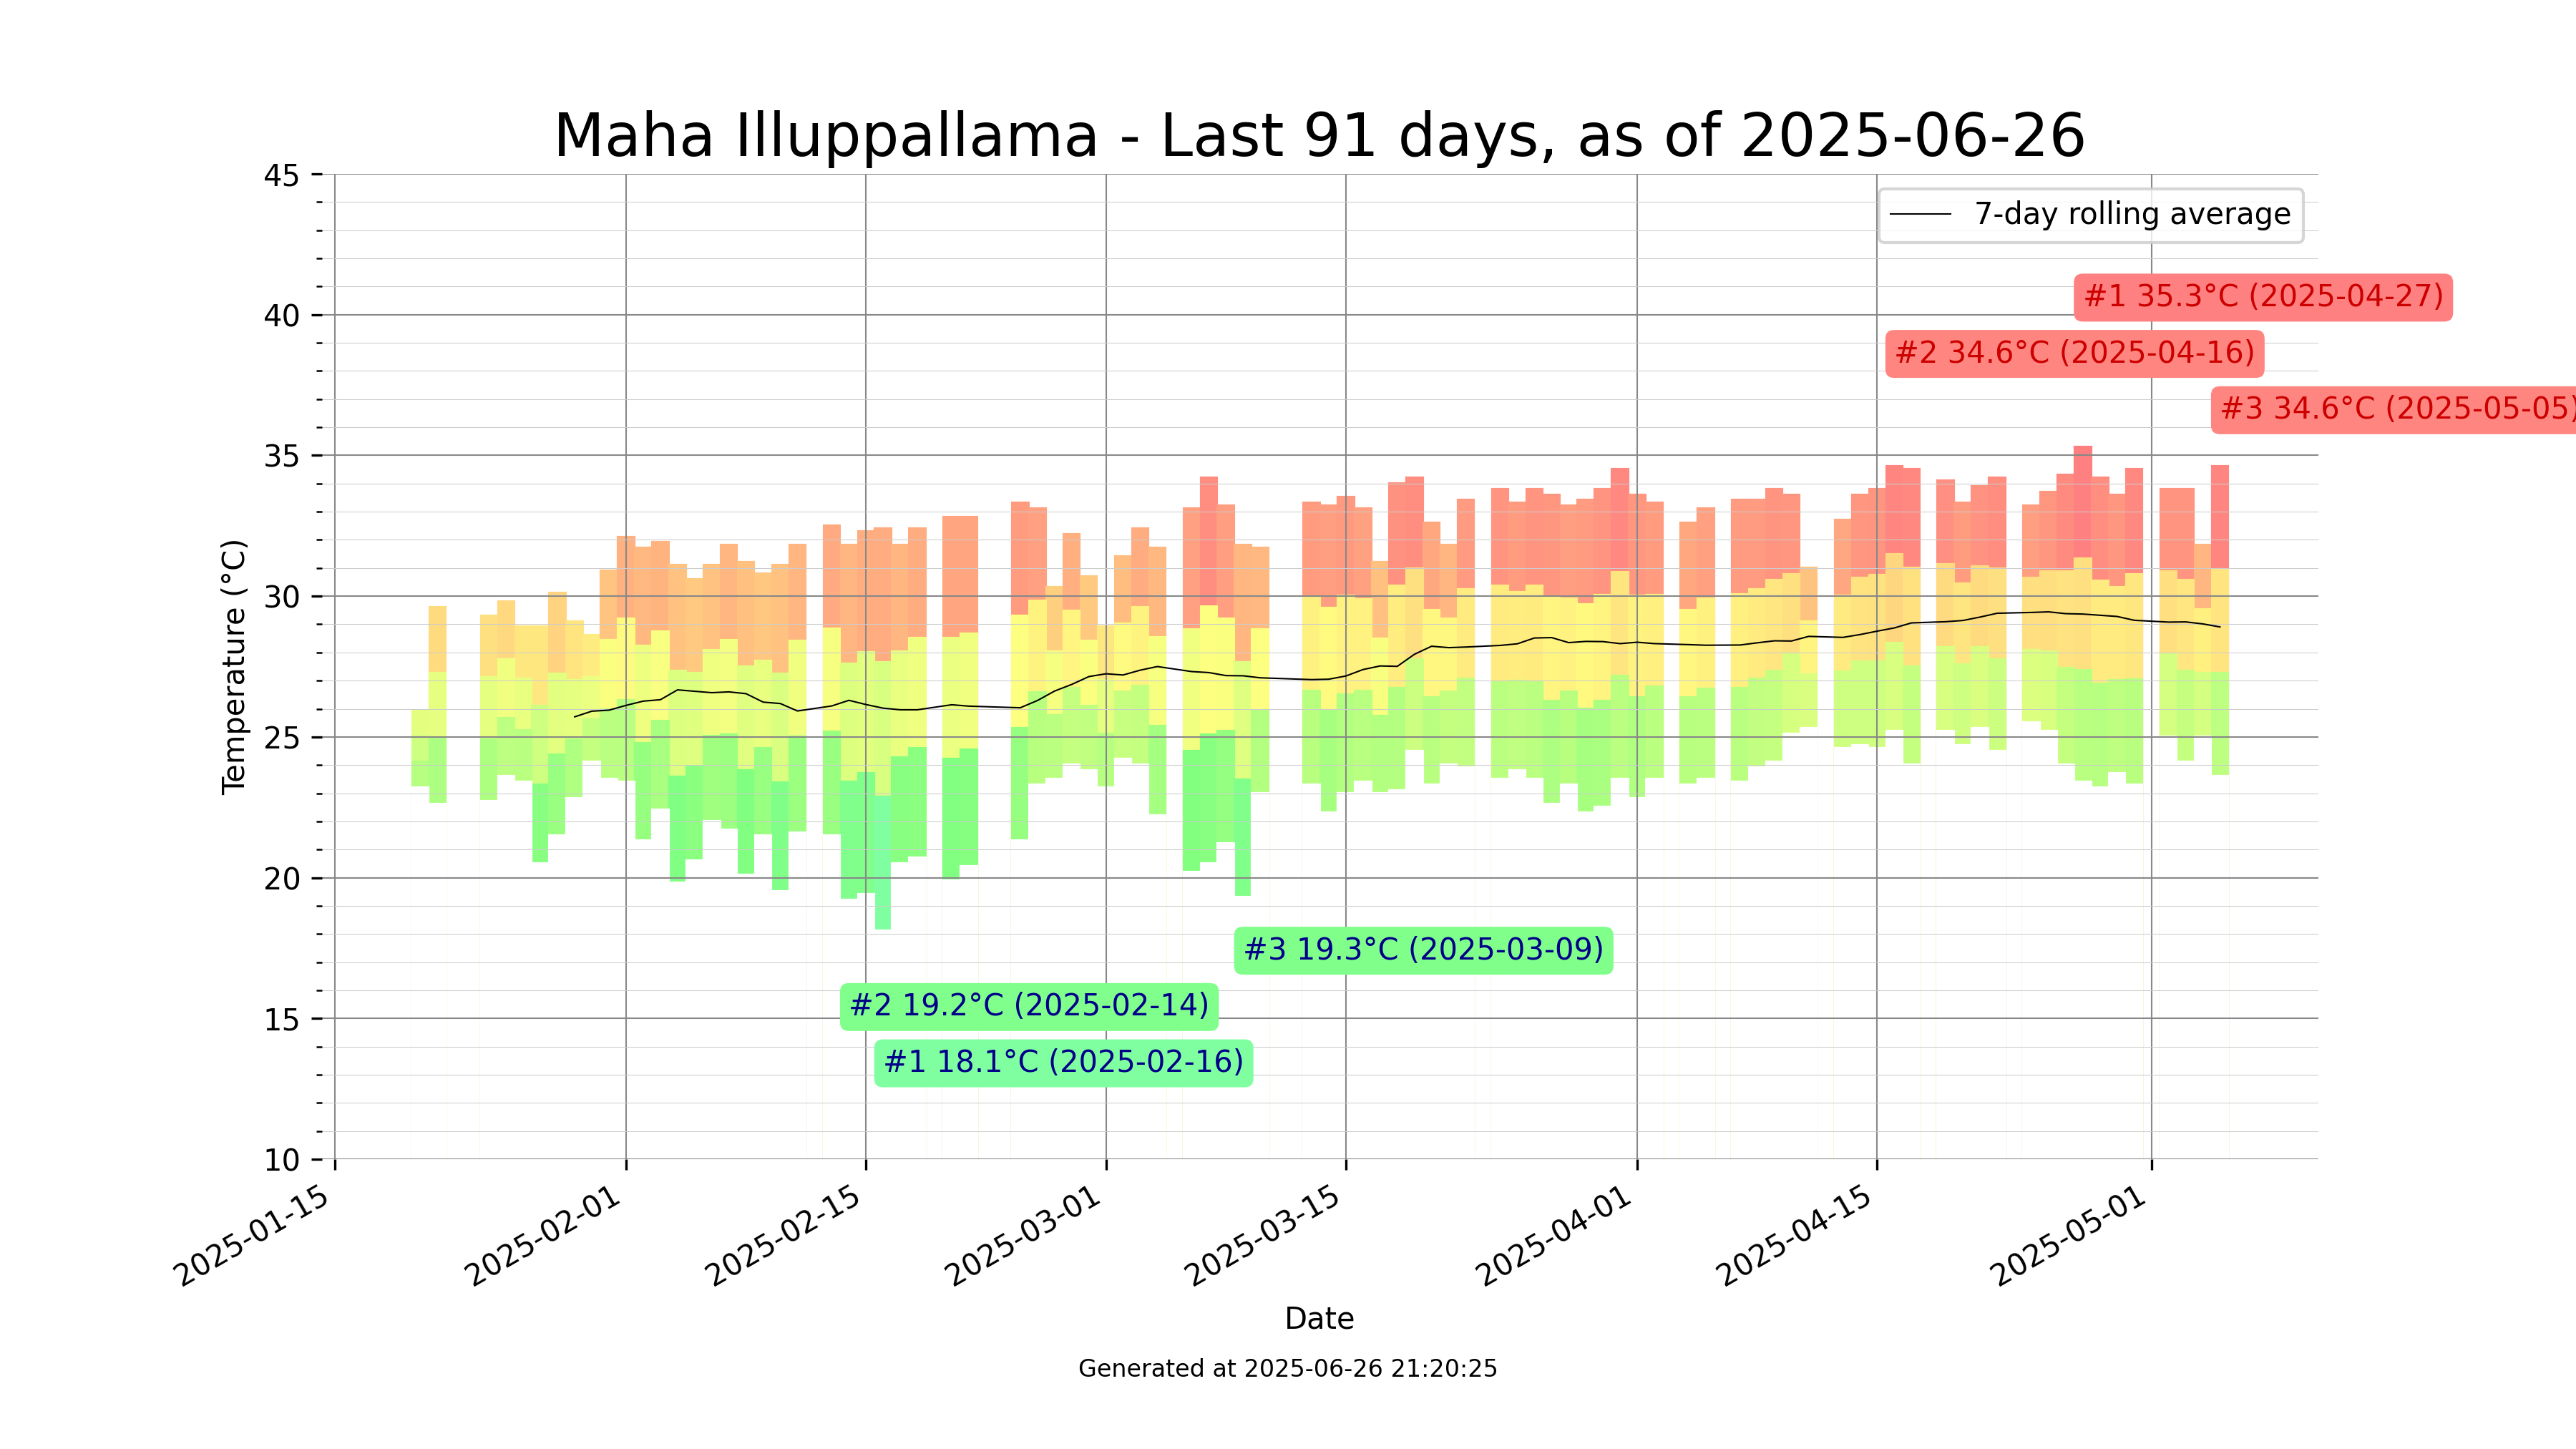 Maha Illuppallama - Last 91 days, as of 2025-06-26
45
40
35
30
25
20
15
10
Temperature (°C)
7-day rolling average
#1 35.3°C (2025-04-27)
#2 34.6°C (2025-04-16)
#3 34.6°C (2025-05-05)
#3 19.3°C (2025-03-09)
#2 19.2°C (2025-02-14)
#1 18.1°C (2025-02-16)
2025-01-15
2025-02-01
2025-02-15
2025-03-01
2025-03-15
2025-04-01
2025-04-15
2025-05-01
Date
Generated at 2025-06-26 21:20:25